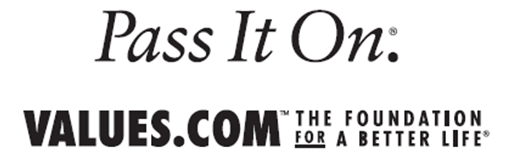 Pass It On.®
VALUES.COM™ THE FOUNDATION
for A BETTER LIFE®